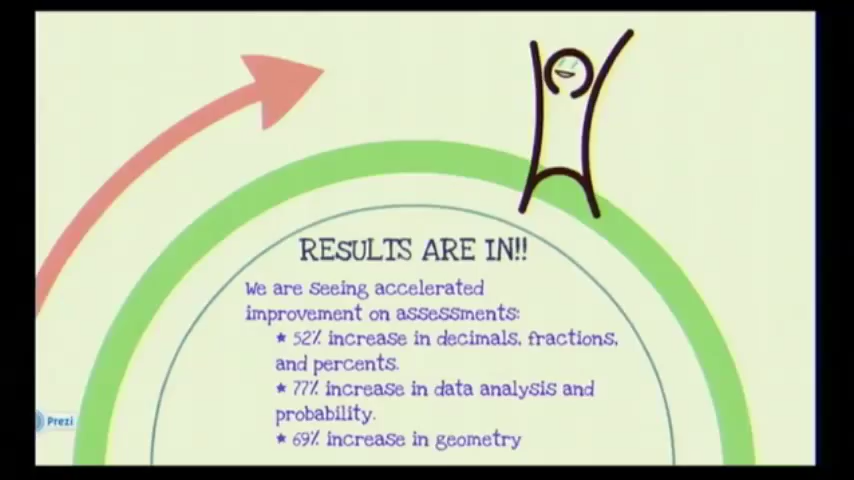 RESULTS ARE IN!!
We are seeing accelerated
improvement on assessments:
★ 52% increase in decimals, fractions,
and percents.
★ 77% increase in data analysis and
probability.
★ 69% increase in geometry
Prezi